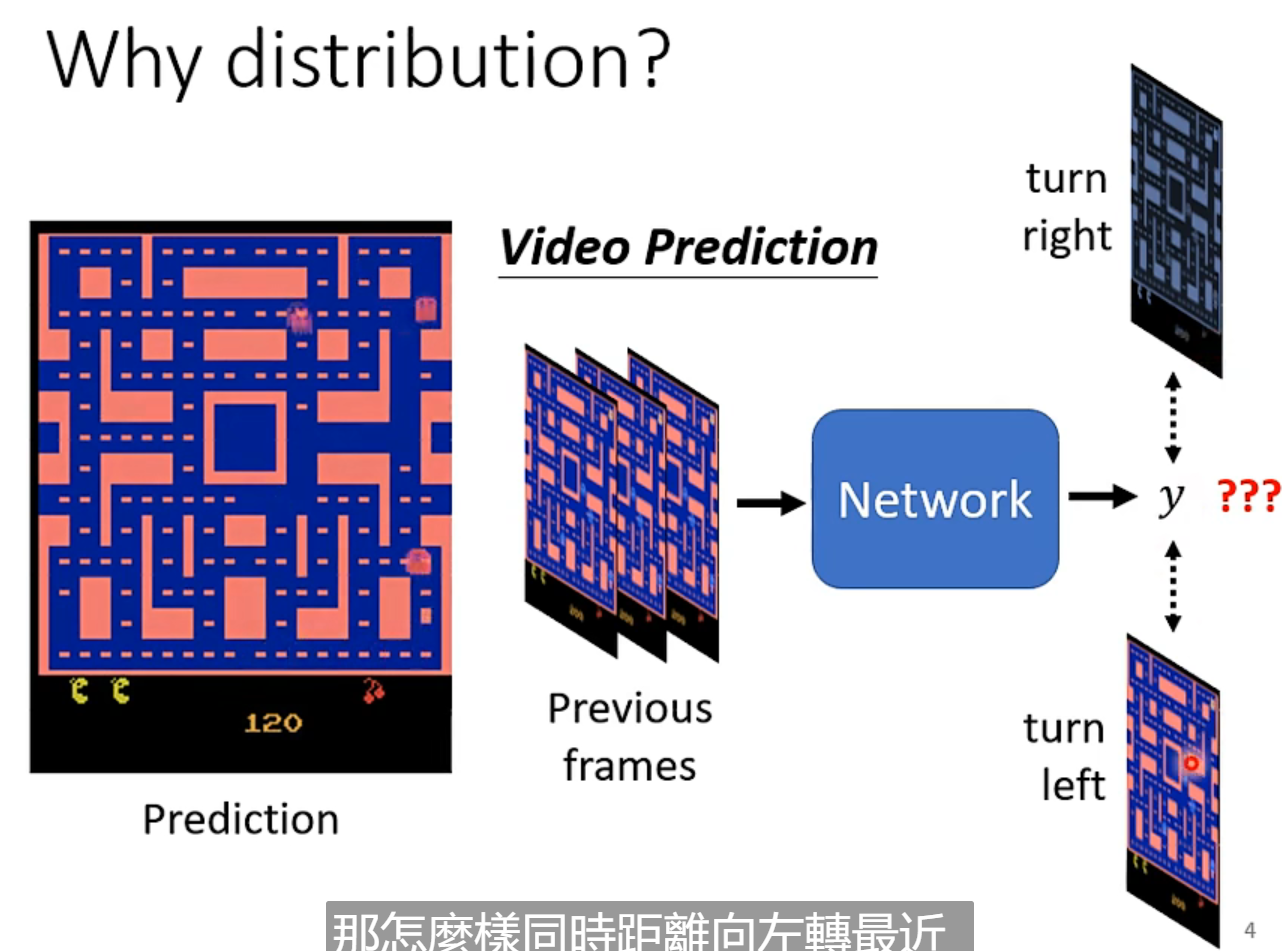 Why distribution?
turn
right
Video Prediction
Network
y ???
120
Previous
frames
turn
left
Prediction
那怎麼樣同時距離向左轉最近
4